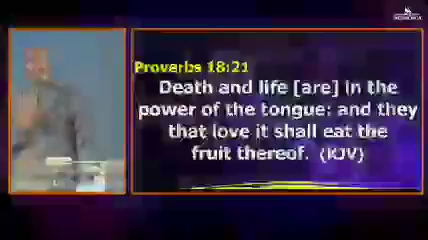 Proverbs 18:21
Death and life [are] in the
power of the tongue: and they
that love it shall eat the
fruit thereof. (KJV)